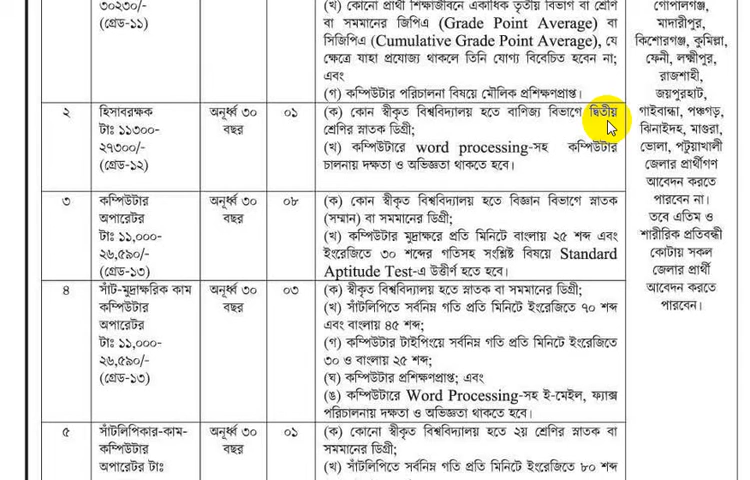 ৩০২৩০/-
(গ্রেড-১১)
(খ) কোনো প্রার্থী শিক্ষাজীবনে একাধিক তৃতীয় বিভাগ বা শ্রেণি
বা সমমানের জিপিএ (Grade Point Average) বা
সিজিপিএ (Cumulative Grade Point Average), যে
ক্ষেত্রে যাহা প্রযোজ্য থাকলে তিনি যোগ্য বিবেচিত হবেন না;
এবং
(গ) কম্পিউটার পরিচালনা বিষয়ে মৌলিক প্রশিক্ষণপ্রাপ্ত।
২
হিসাবরক্ষক
টাঃ ১১৩০০-
২৭৩০০/-
(গ্রেড-১২)
অনূর্ধ্ব ৩০
বছর
০১
(ক) কোন স্বীকৃত বিশ্ববিদ্যালয় হতে বাণিজ্য বিভাগে দ্বিতীয়
শ্রেণির স্নাতক ডিগ্রী;
(খ) কম্পিউটারে word processing-সহ কম্পিউটার
চালনায় দক্ষতা ও অভিজ্ঞতা থাকতে হবে।
৩
কম্পিউটার
অপারেটর
টাঃ ১১,০০০-
২৬,৫৯০/-
(গ্রেড-১৩)
অনূর্ধ্ব ৩০
বছর
০৮
(ক) কোন স্বীকৃত বিশ্ববিদ্যালয় হতে বিজ্ঞান বিভাগে স্নাতক
(সম্মান) বা সমমানের ডিগ্রী;
(খ) কম্পিউটার মুদ্রাক্ষরে প্রতি মিনিটে বাংলায় ২৫ শব্দ এবং
ইংরেজিতে ৩০ শব্দের গতিসহ সংশ্লিষ্ট বিষয়ে Standard
Aptitude Test-এ উত্তীর্ণ হতে হবে।
৪
সাঁট-মুদ্রাক্ষরিক কাম
কম্পিউটার
অপারেটর
টাঃ ১১,০০০-
২৬,৫৯০/-
(গ্রেড-১৩)
অনূর্ধ্ব ৩০
বছর
০৩
(ক) স্বীকৃত বিশ্ববিদ্যালয় হতে স্নাতক বা সমমানের ডিগ্রী;
(খ) সাঁটলিপিতে সর্বনিম্ন গতি প্রতি মিনিটে ইংরেজিতে ৭০ শব্দ
এবং বাংলায় ৪৫ শব্দ;
(গ) কম্পিউটার টাইপিংয়ে সর্বনিম্ন গতি প্রতি মিনিটে ইংরেজিতে
৩০ ও বাংলায় ২৫ শব্দ;
(ঘ) কম্পিউটার প্রশিক্ষণপ্রাপ্ত; এবং
(ঙ) কম্পিউটারে Word Processing-সহ ই-মেইল, ফ্যাক্স
পরিচালনায় দক্ষতা ও অভিজ্ঞতা থাকতে হবে।
৫
সাঁটলিপিকার-কাম-
কম্পিউটার
অপারেটর টাঃ
অনূর্ধ্ব ৩০
বছর
০১
(ক) কোনো স্বীকৃত বিশ্ববিদ্যালয় হতে ২য় শ্রেণির স্নাতক বা
সমমানের ডিগ্রী;
(খ) সাঁটলিপিতে সর্বনিম্ন গতি প্রতি মিনিটে ইংরেজিতে ৮০ শব্দ
গোপালগঞ্জ,
মাদারীপুর,
কিশোরগঞ্জ, কুমিল্লা,
ফেনী, লক্ষ্মীপুর,
রাজশাহী,
জয়পুরহাট,
গাইবান্ধা, পঞ্চগড়,
ঝিনাইদহ, মাগুরা,
ভোলা, পটুয়াখালী
জেলার প্রার্থীগণ
আবেদন করতে
পারবেন না।
তবে এতিম ও
শারীরিক প্রতিবন্ধী
কোটায় সকল
জেলার প্রার্থী
আবেদন করতে
পারবেন।